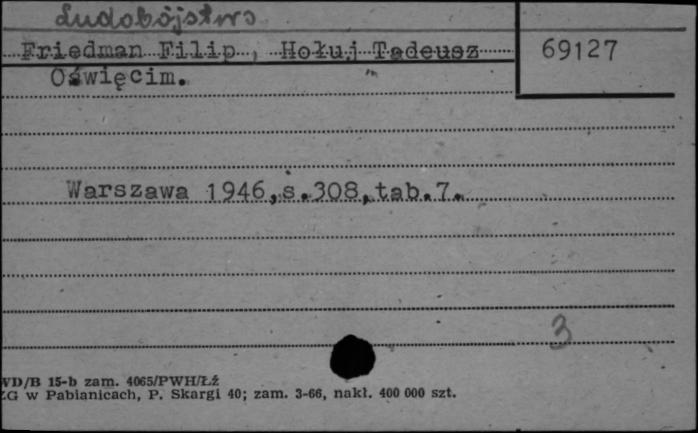 Ludobójstwo
Friedman Filip, Hołuj Tadeusz
69127
Oświęcim.
Warszawa 1946,s.308,tab.7.
3
WD/B 15-b zam. 4065/PWH/Łź
ZG w Pabianicach, P. Skargi 40; zam. 3-66, nakł. 400 000 szt.